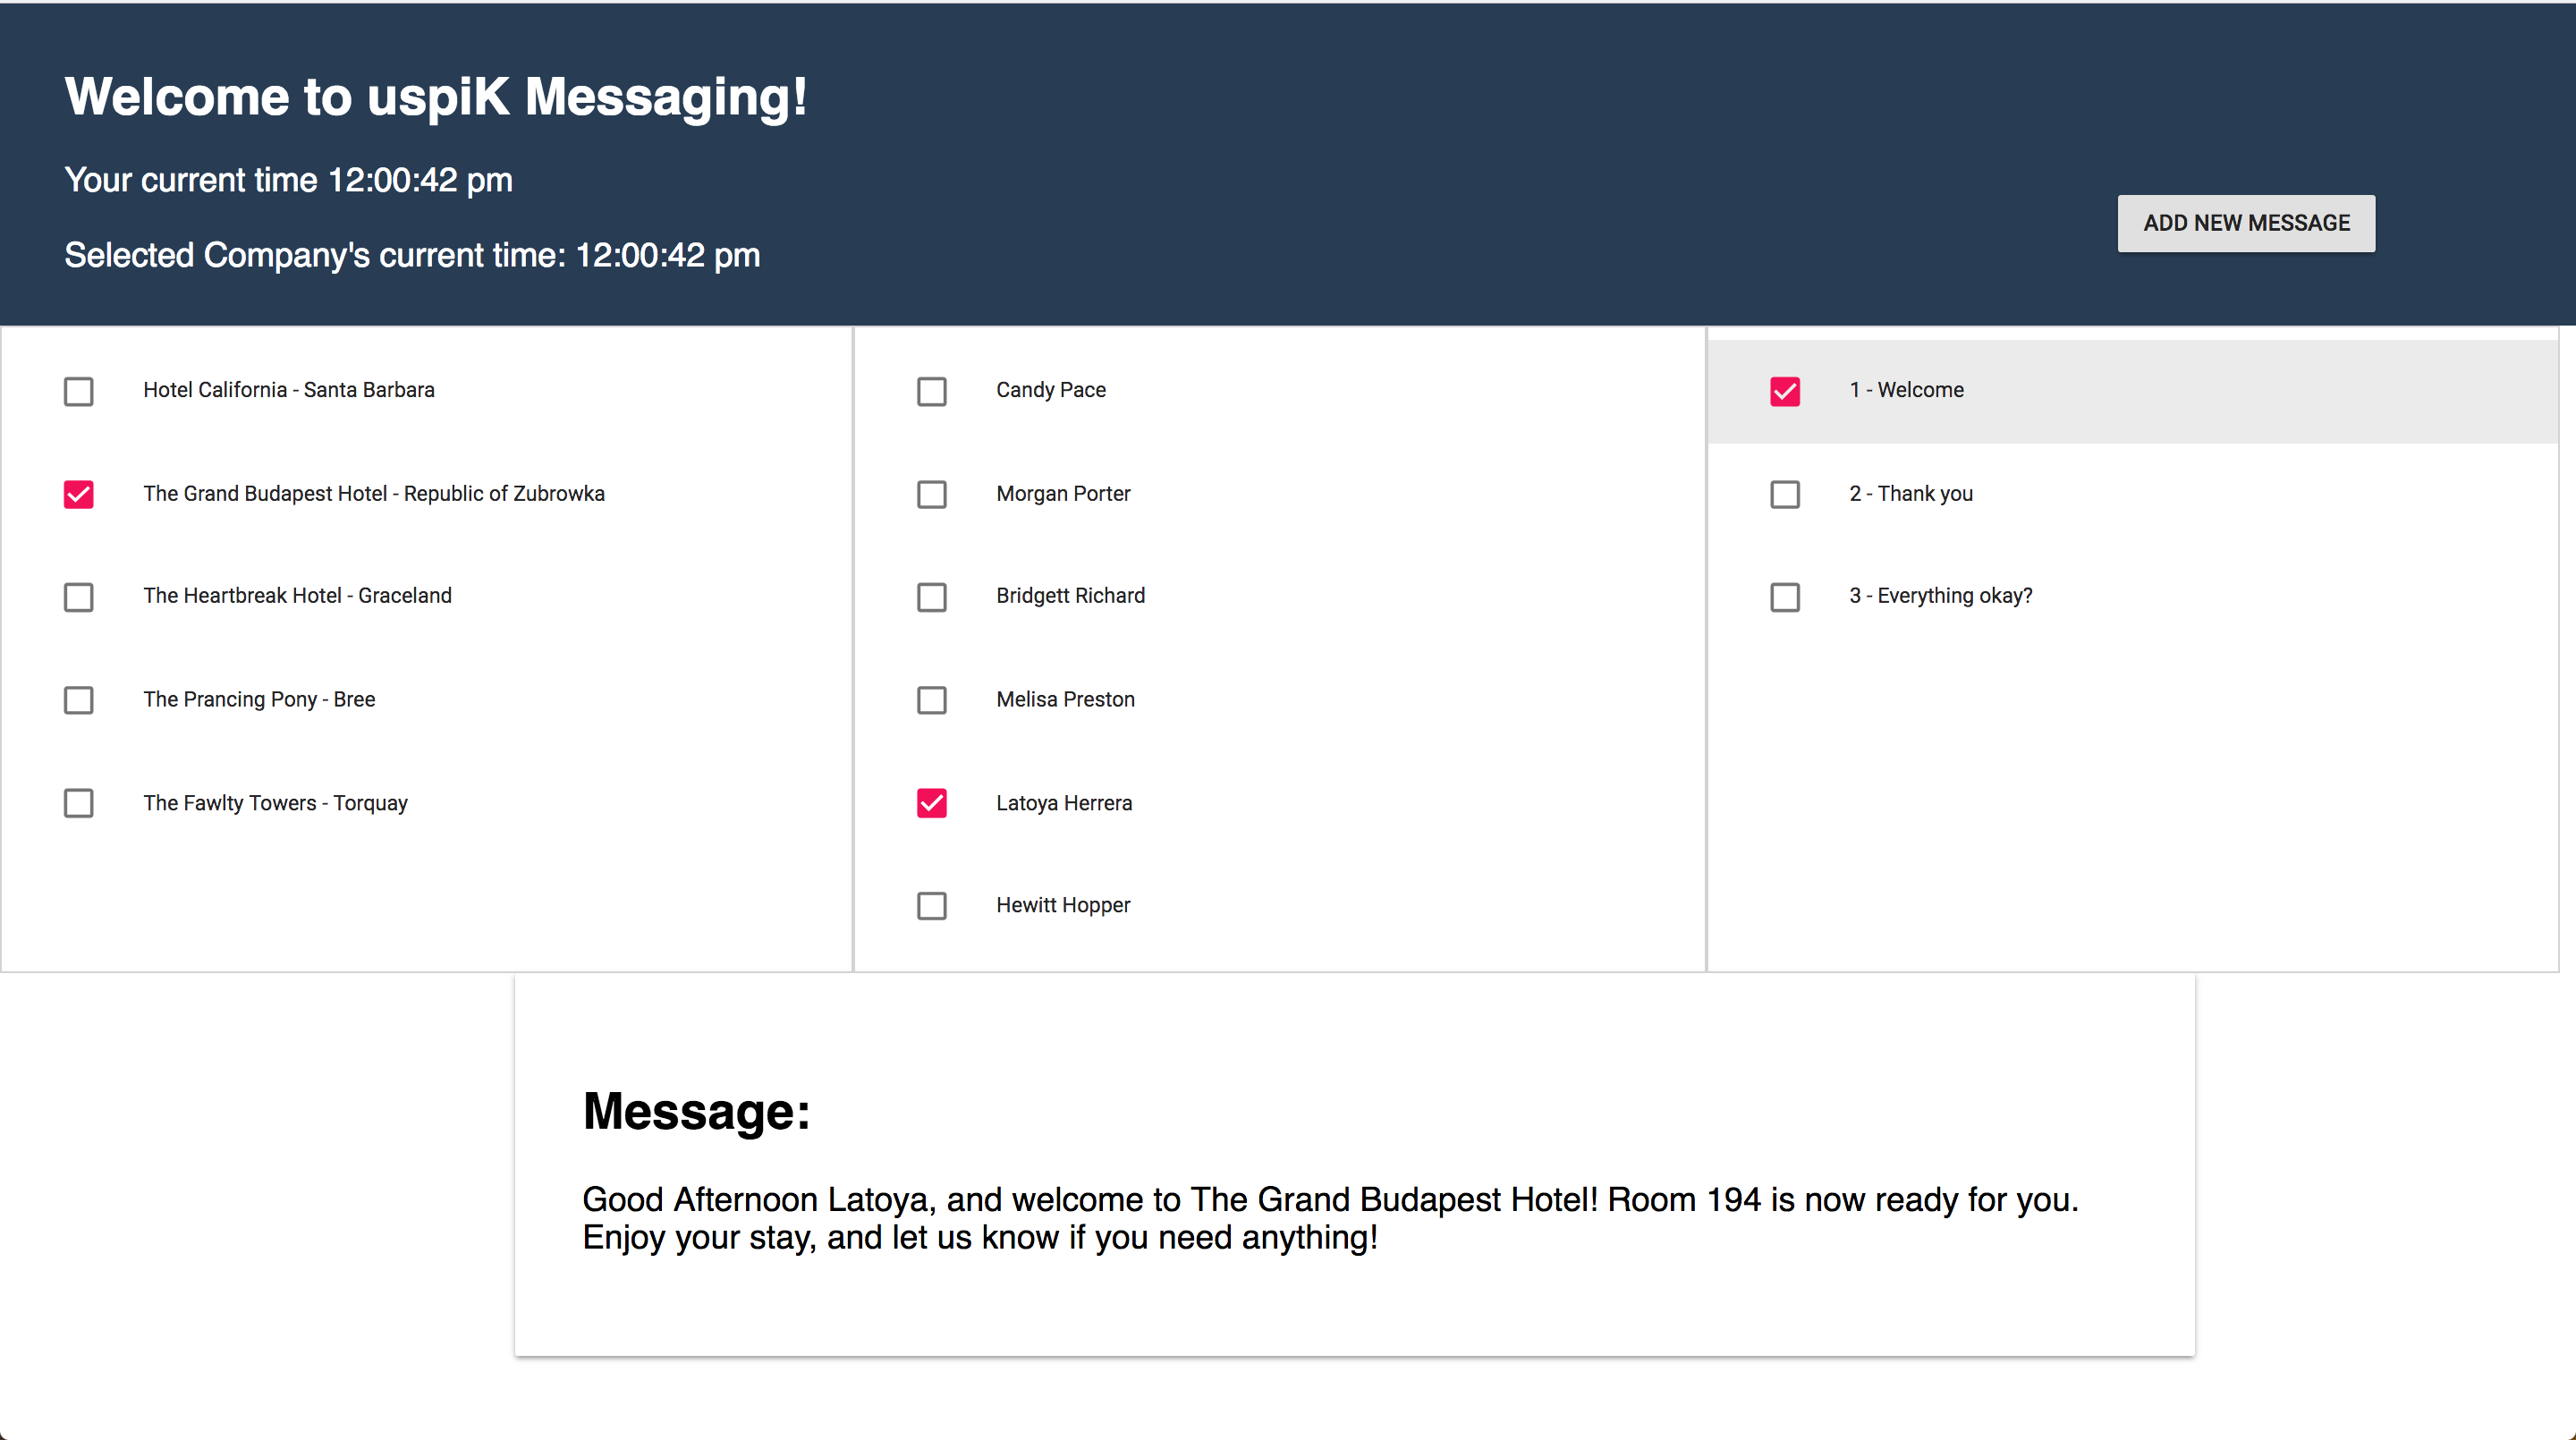 Welcome to uspiK Messaging!
Your current time 12:00:42 pm
Selected Company's current time: 12:00:42 pm
ADD NEW MESSAGE
Hotel California - Santa Barbara
The Grand Budapest Hotel - Republic of Zubrowka
The Heartbreak Hotel - Graceland
The Prancing Pony - Bree
The Fawlty Towers - Torquay
Candy Pace
Morgan Porter
Bridgett Richard
Melisa Preston
Latoya Herrera
Hewitt Hopper
1 - Welcome
2 - Thank you
3 - Everything okay?
Message:
Good Afternoon Latoya, and welcome to The Grand Budapest Hotel! Room 194 is now ready for you.
Enjoy your stay, and let us know if you need anything!